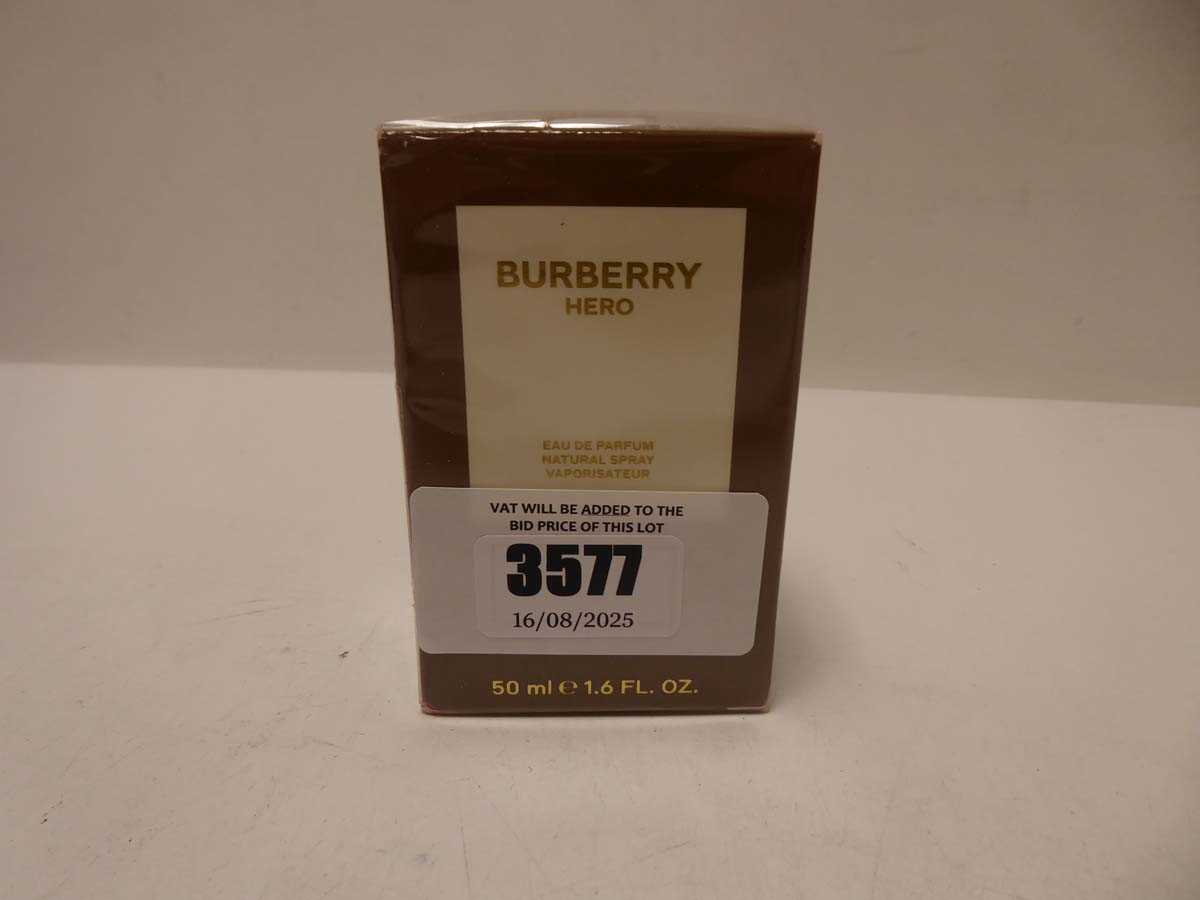 BURBERRY
HERO
EAU DE PARFUM
NATURAL SPRAY
VAPORISATEUR
VAT WILL BE ADDED TO THE
BID PRICE OF THIS LOT
3577
16/08/2025
50 ml ℮ 1.6 FL. OZ.